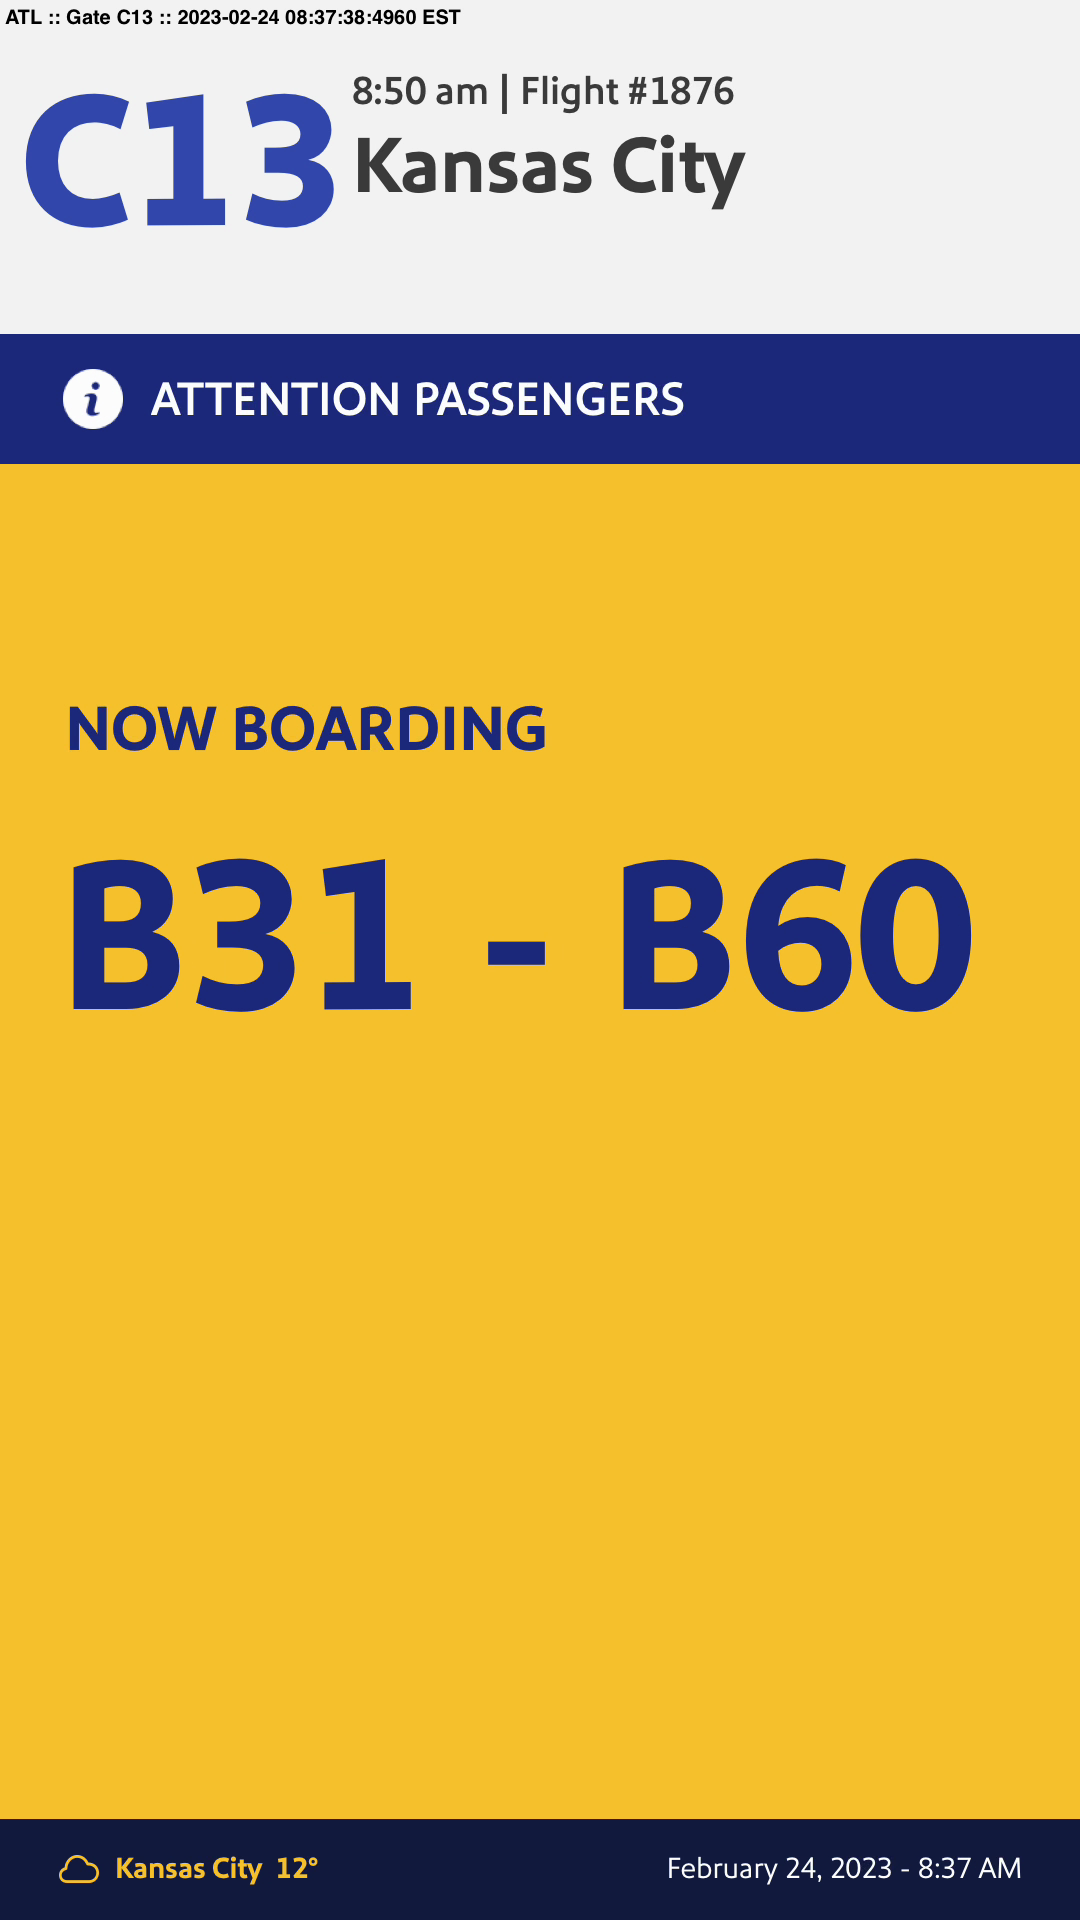 ATL :: Gate C13 :: 2023-02-24 08:37:38:4960 EST
C13
8:50 am | Flight #1876
Kansas City
i ATTENTION PASSENGERS
NOW BOARDING
B31 - B60
Kansas City 12°
February 24, 2023 - 8:37 AM